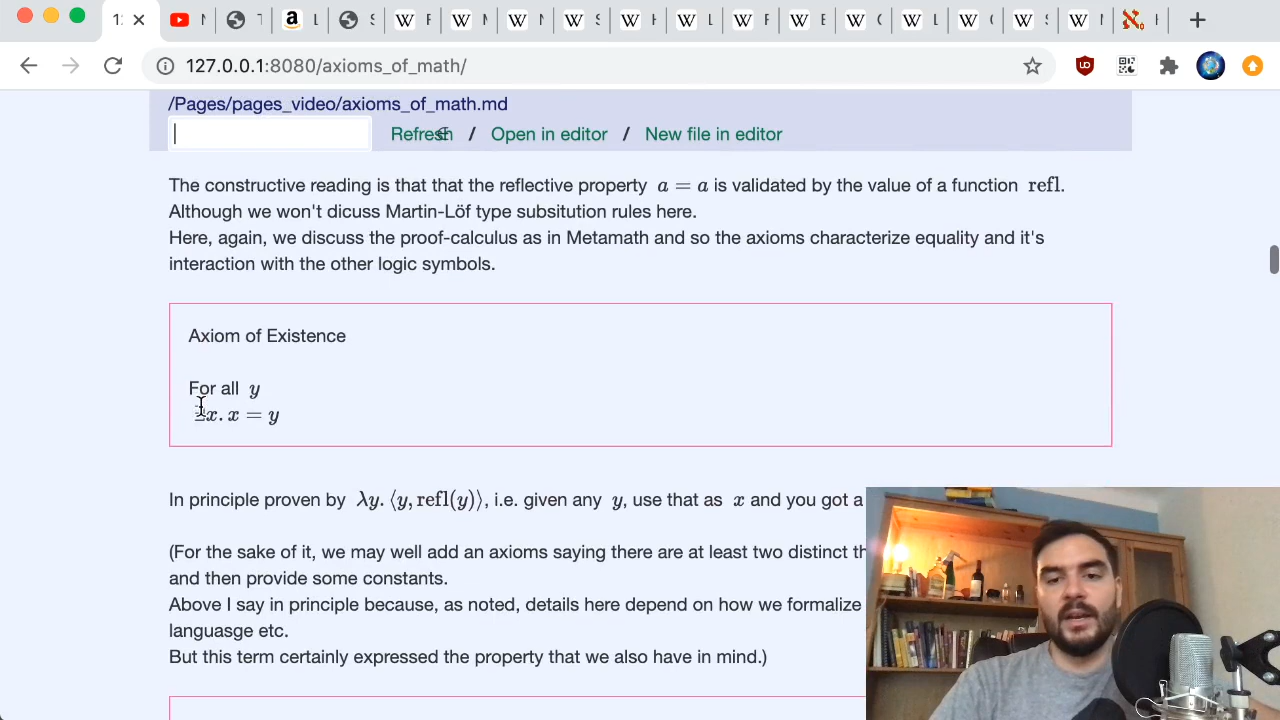 127.0.0.1:8080/axioms_of_math/
/Pages/pages_video/axioms_of_math.md
Refresh / Open in editor / New file in editor
The constructive reading is that that the reflective property a = a is validated by the value of a function refl.
Although we won't dicuss Martin-Löf type subsitution rules here.
Here, again, we discuss the proof-calculus as in Metamath and so the axioms characterize equality and it's
interaction with the other logic symbols.
Axiom of Existence
For all y
∃x. x = y
In principle proven by λy. ⟨y, refl(y)⟩, i.e. given any y, use that as x and you got a
(For the sake of it, we may well add an axioms saying there are at least two distinct th
and then provide some constants.
Above I say in principle because, as noted, details here depend on how we formalize
languasge etc.
But this term certainly expressed the property that we also have in mind.)